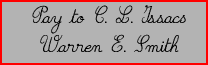 Pay to C. L. Issacs
Warren E. Smith